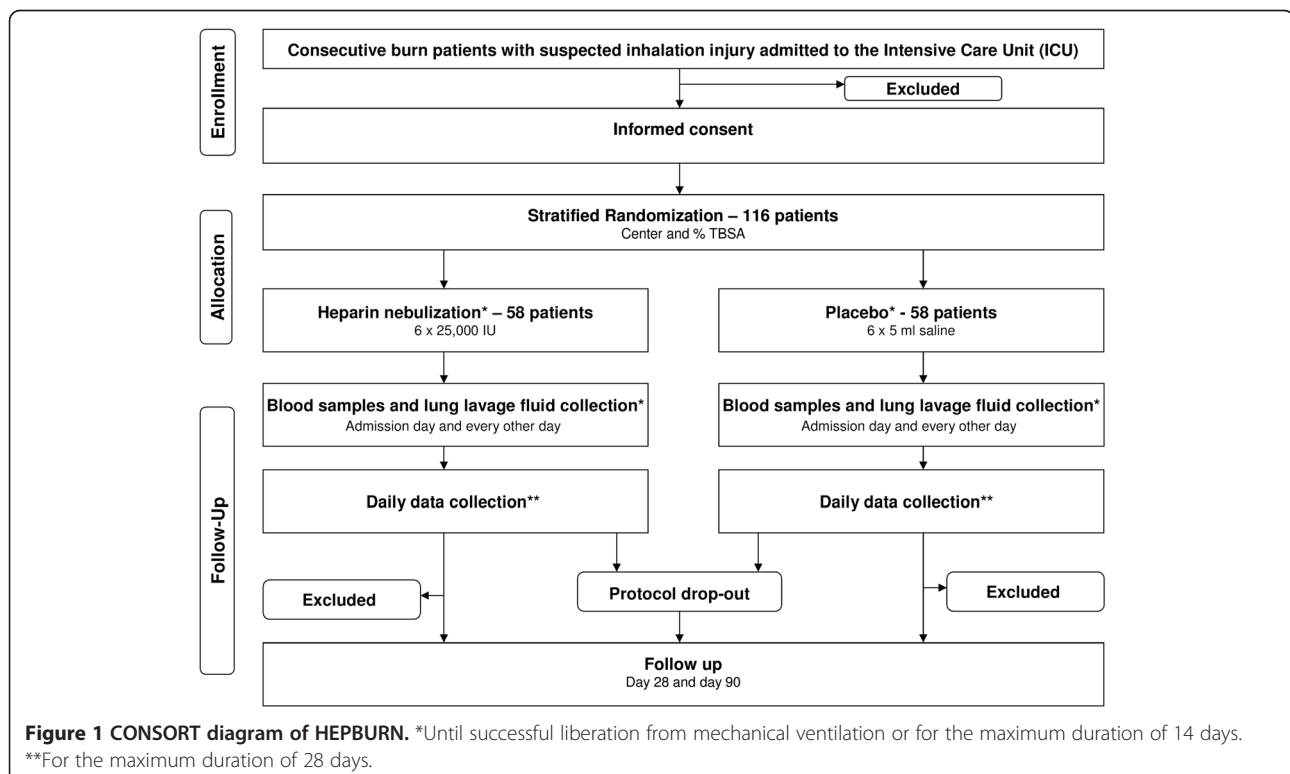 Enrollment
Consecutive burn patients with suspected inhalation injury admitted to the Intensive Care Unit (ICU)
Excluded
Informed consent
Allocation
Stratified Randomization – 116 patients
Center and % TBSA
Heparin nebulization* – 58 patients
6 x 25,000 IU
Placebo* - 58 patients
6 x 5 ml saline
Follow-Up
Blood samples and lung lavage fluid collection*
Admission day and every other day
Blood samples and lung lavage fluid collection*
Admission day and every other day
Daily data collection**
Daily data collection**
Excluded
Protocol drop-out
Excluded
Follow up
Day 28 and day 90
Figure 1 CONSORT diagram of HEPBURN. *Until successful liberation from mechanical ventilation or for the maximum duration of 14 days.
**For the maximum duration of 28 days.